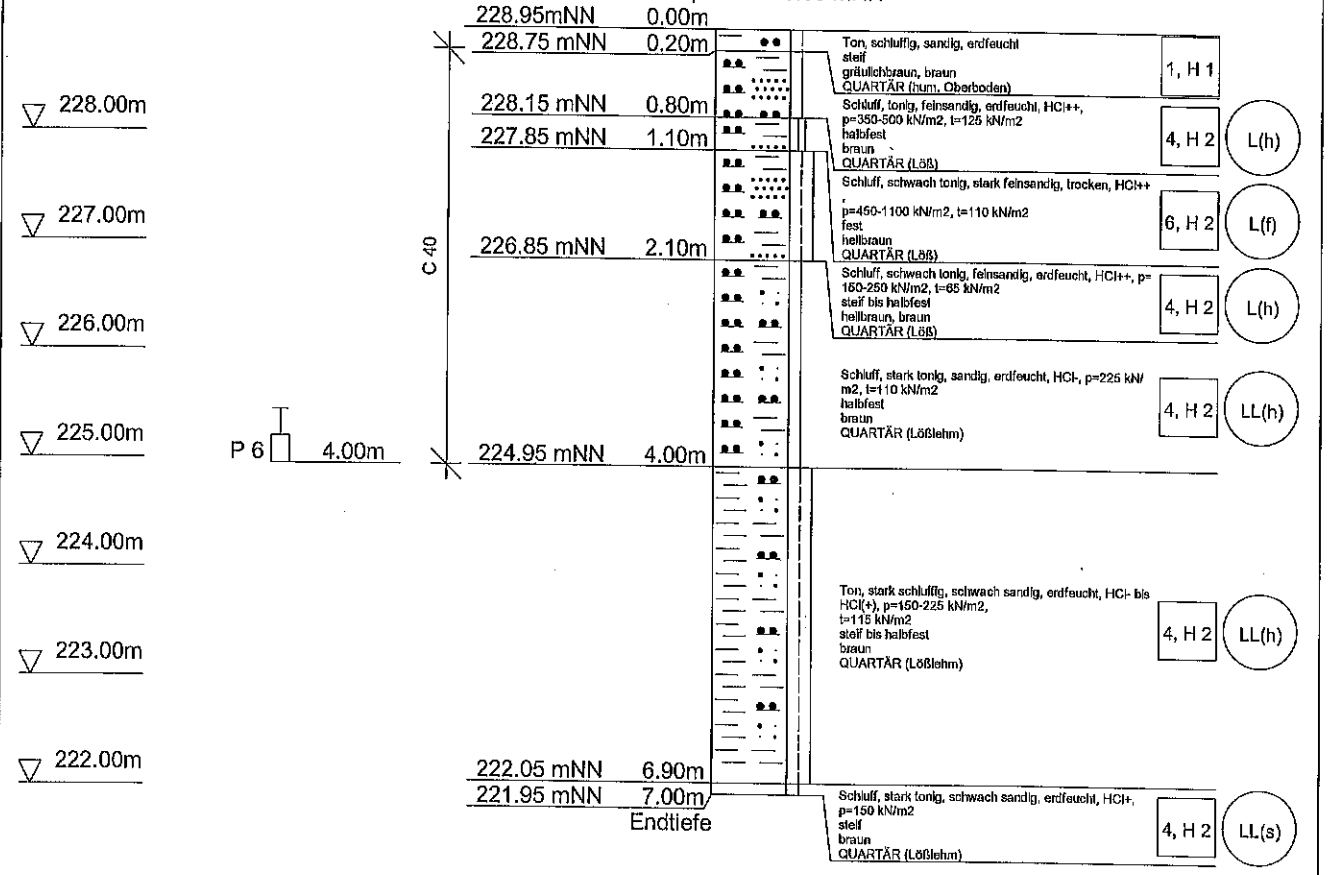 228.95mNN 0.00m
228.75 mNN 0,20m
Ton, schluffig, sandig, erdfeucht
steif
gräulichbraun, braun
QUARTÄR (hum. Oberboden)
1, H 1
228.00m
228.15 mNN 0.80m
Schluff, tonig, feinsandig, erdfeucht, HCl++,
p=350-500 kN/m2, t=125 kN/m2
halbfest
braun
QUARTÄR (Löß)
4, H 2
L(h)
227.85 mNN 1.10m
Schluff, schwach tonig, stark feinsandig, trocken, HCl++
,
p=450-1100 kN/m2, t=110 kN/m2
fest
hellbraun
QUARTÄR (Löß)
6, H 2
L(f)
227.00m
C 40
226.85 mNN 2.10m
Schluff, schwach tonig, feinsandig, erdfeucht, HCl++, p=
150-250 kN/m2, t=65 kN/m2
steif bis halbfest
hellbraun, braun
QUARTÄR (Löß)
4, H 2
L(h)
226.00m
Schluff, stark tonig, sandig, erdfeucht, HCl-, p=225 kN/
m2, t=110 kN/m2
halbfest
braun
QUARTÄR (Lößlehm)
4, H 2
LL(h)
225.00m
P 6 4.00m
224.95 mNN 4.00m
224.00m
Ton, stark schluffig, schwach sandig, erdfeucht, HCl- bis
HCl(+), p=150-225 kN/m2,
t=115 kN/m2
steif bis halbfest
braun
QUARTÄR (Lößlehm)
4, H 2
LL(h)
223.00m
222.00m
222.05 mNN 6.90m
221.95 mNN 7.00m
Endtiefe
Schluff, stark tonig, schwach sandig, erdfeucht, HCl+,
p=150 kN/m2
steif
braun
QUARTÄR (Lößlehm)
4, H 2
LL(s)